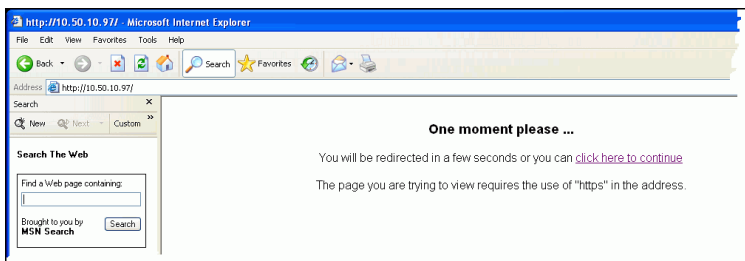 http://10.50.10.97/ - Microsoft Internet Explorer
File Edit View Favorites Tools Help
Back Search Favorites
Address http://10.50.10.97/
Search
New Next Custom
Search The Web
Find a Web page containing:
Brought to you by
MSN Search
Search
One moment please ...
You will be redirected in a few seconds or you can click here to continue
The page you are trying to view requires the use of "https" in the address.